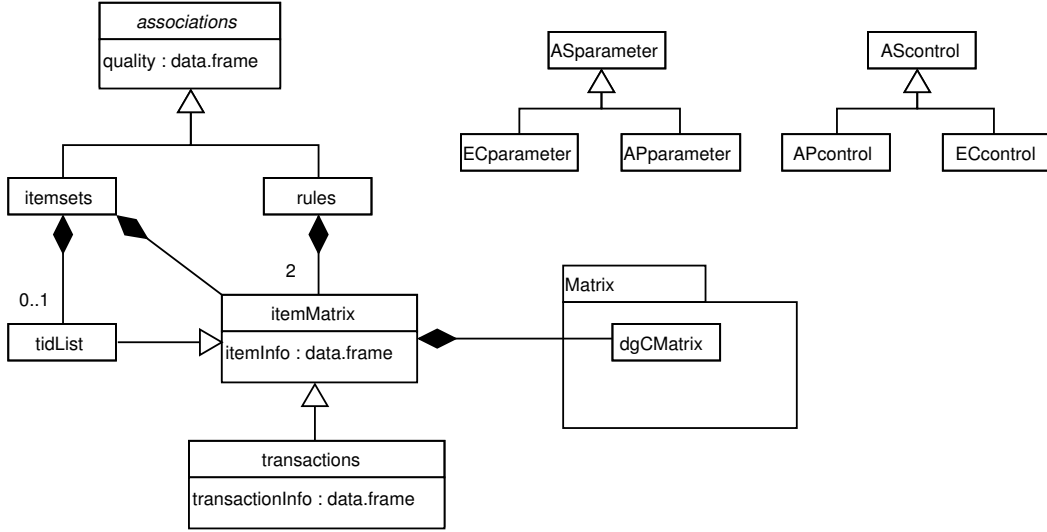 associations
quality : data.frame
ASparameter
AScontrol
ECparameter
APparameter
APcontrol
ECcontrol
itemsets
rules
2
0..1
Matrix
itemMatrix
tidList
itemInfo : data.frame
dgCMatrix
transactions
transactionInfo : data.frame